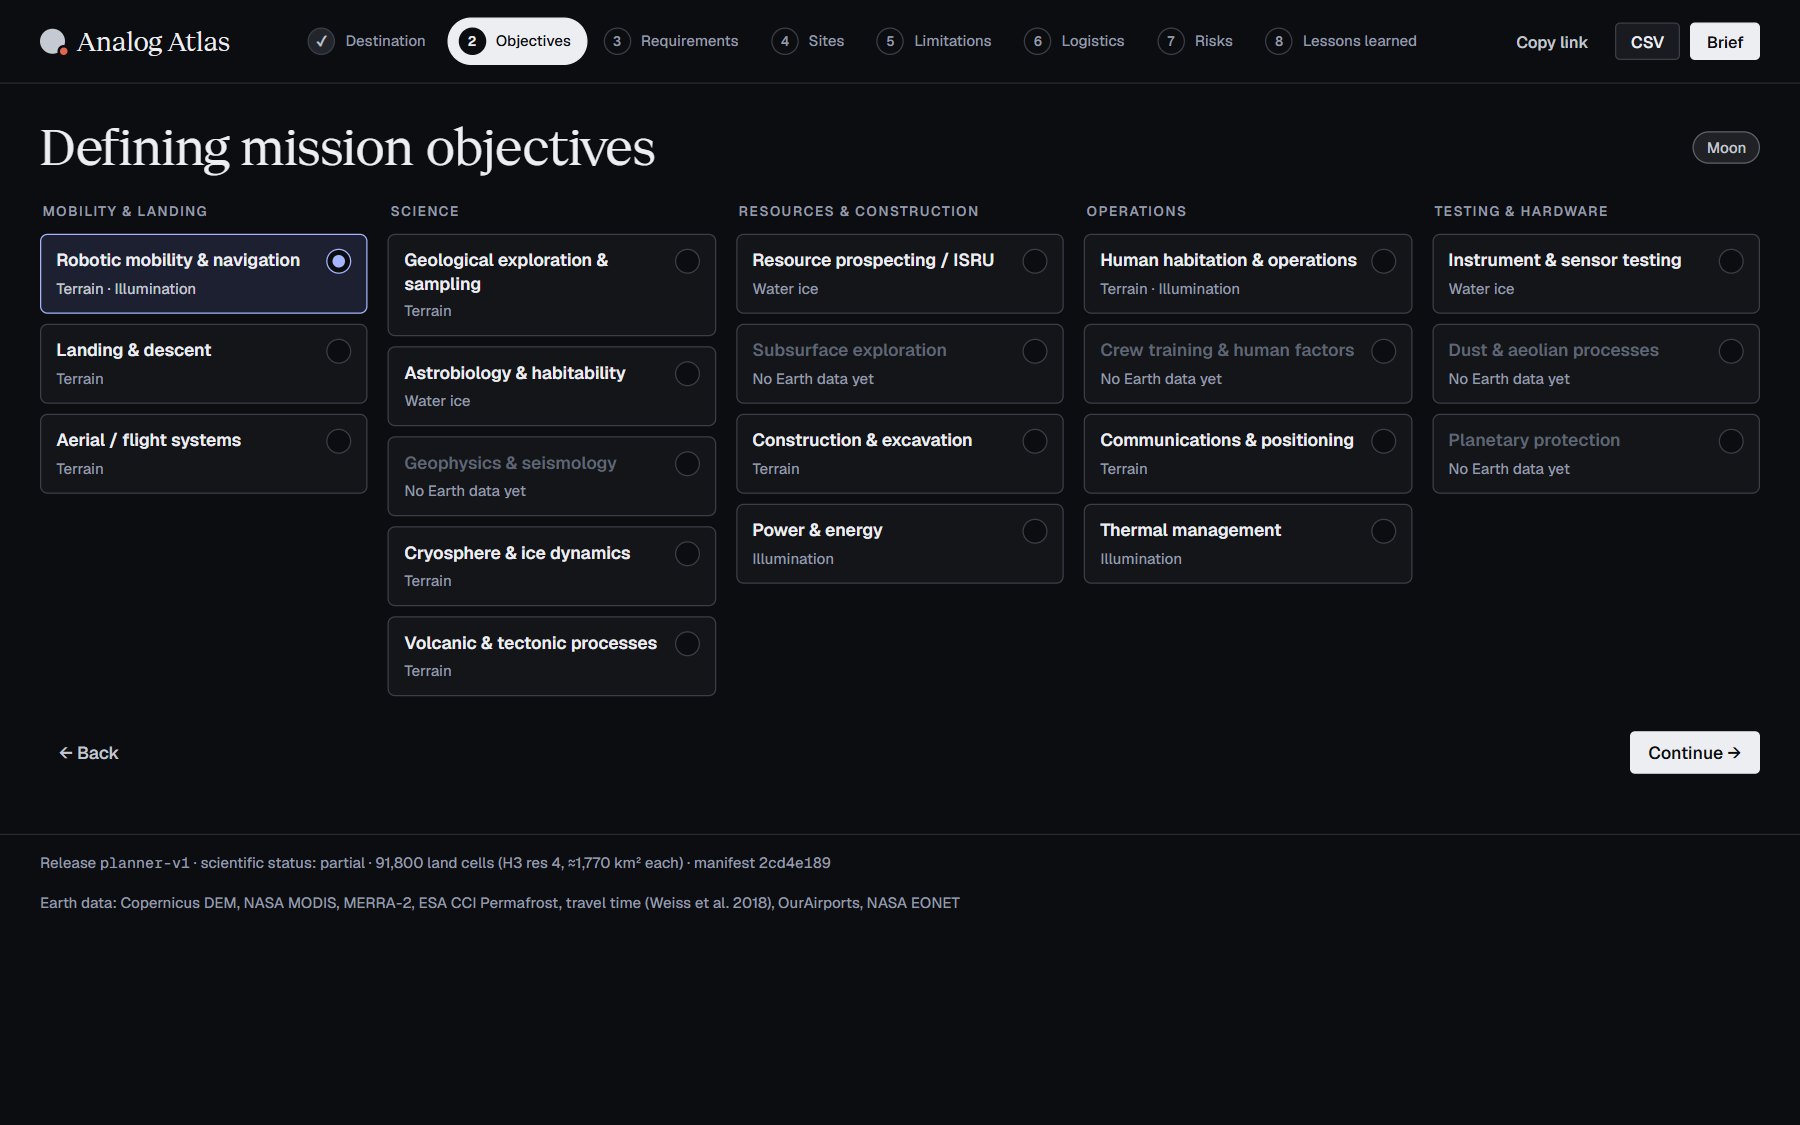 Analog Atlas
✓ Destination
2 Objectives
3 Requirements
4 Sites
5 Limitations
6 Logistics
7 Risks
8 Lessons learned
Copy link
CSV
Brief
Defining mission objectives
Moon
MOBILITY & LANDING
Robotic mobility & navigation
Terrain · Illumination
Landing & descent
Terrain
Aerial / flight systems
Terrain
SCIENCE
Geological exploration &
sampling
Terrain
Astrobiology & habitability
Water ice
Geophysics & seismology
No Earth data yet
Cryosphere & ice dynamics
Terrain
Volcanic & tectonic processes
Terrain
RESOURCES & CONSTRUCTION
Resource prospecting / ISRU
Water ice
Subsurface exploration
No Earth data yet
Construction & excavation
Terrain
Power & energy
Illumination
OPERATIONS
Human habitation & operations
Terrain · Illumination
Crew training & human factors
No Earth data yet
Communications & positioning
Terrain
Thermal management
Illumination
TESTING & HARDWARE
Instrument & sensor testing
Water ice
Dust & aeolian processes
No Earth data yet
Planetary protection
No Earth data yet
← Back
Continue →
Release planner-v1 · scientific status: partial · 91,800 land cells (H3 res 4, ≈1,770 km² each) · manifest 2cd4e189
Earth data: Copernicus DEM, NASA MODIS, MERRA-2, ESA CCI Permafrost, travel time (Weiss et al. 2018), OurAirports, NASA EONET